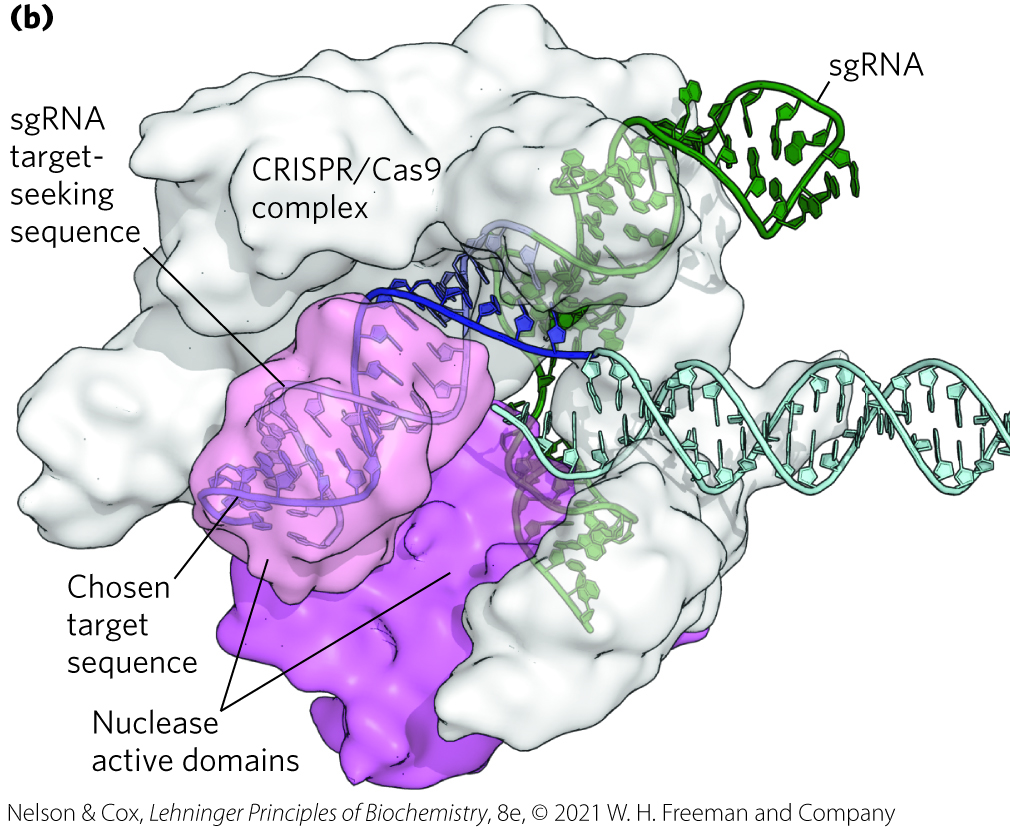 (b)
sgRNA
sgRNA
target-
seeking
sequence
CRISPR/Cas9
complex
Chosen
target
sequence
Nuclease
active domains
Nelson & Cox, Lehninger Principles of Biochemistry, 8e, © 2021 W. H. Freeman and Company